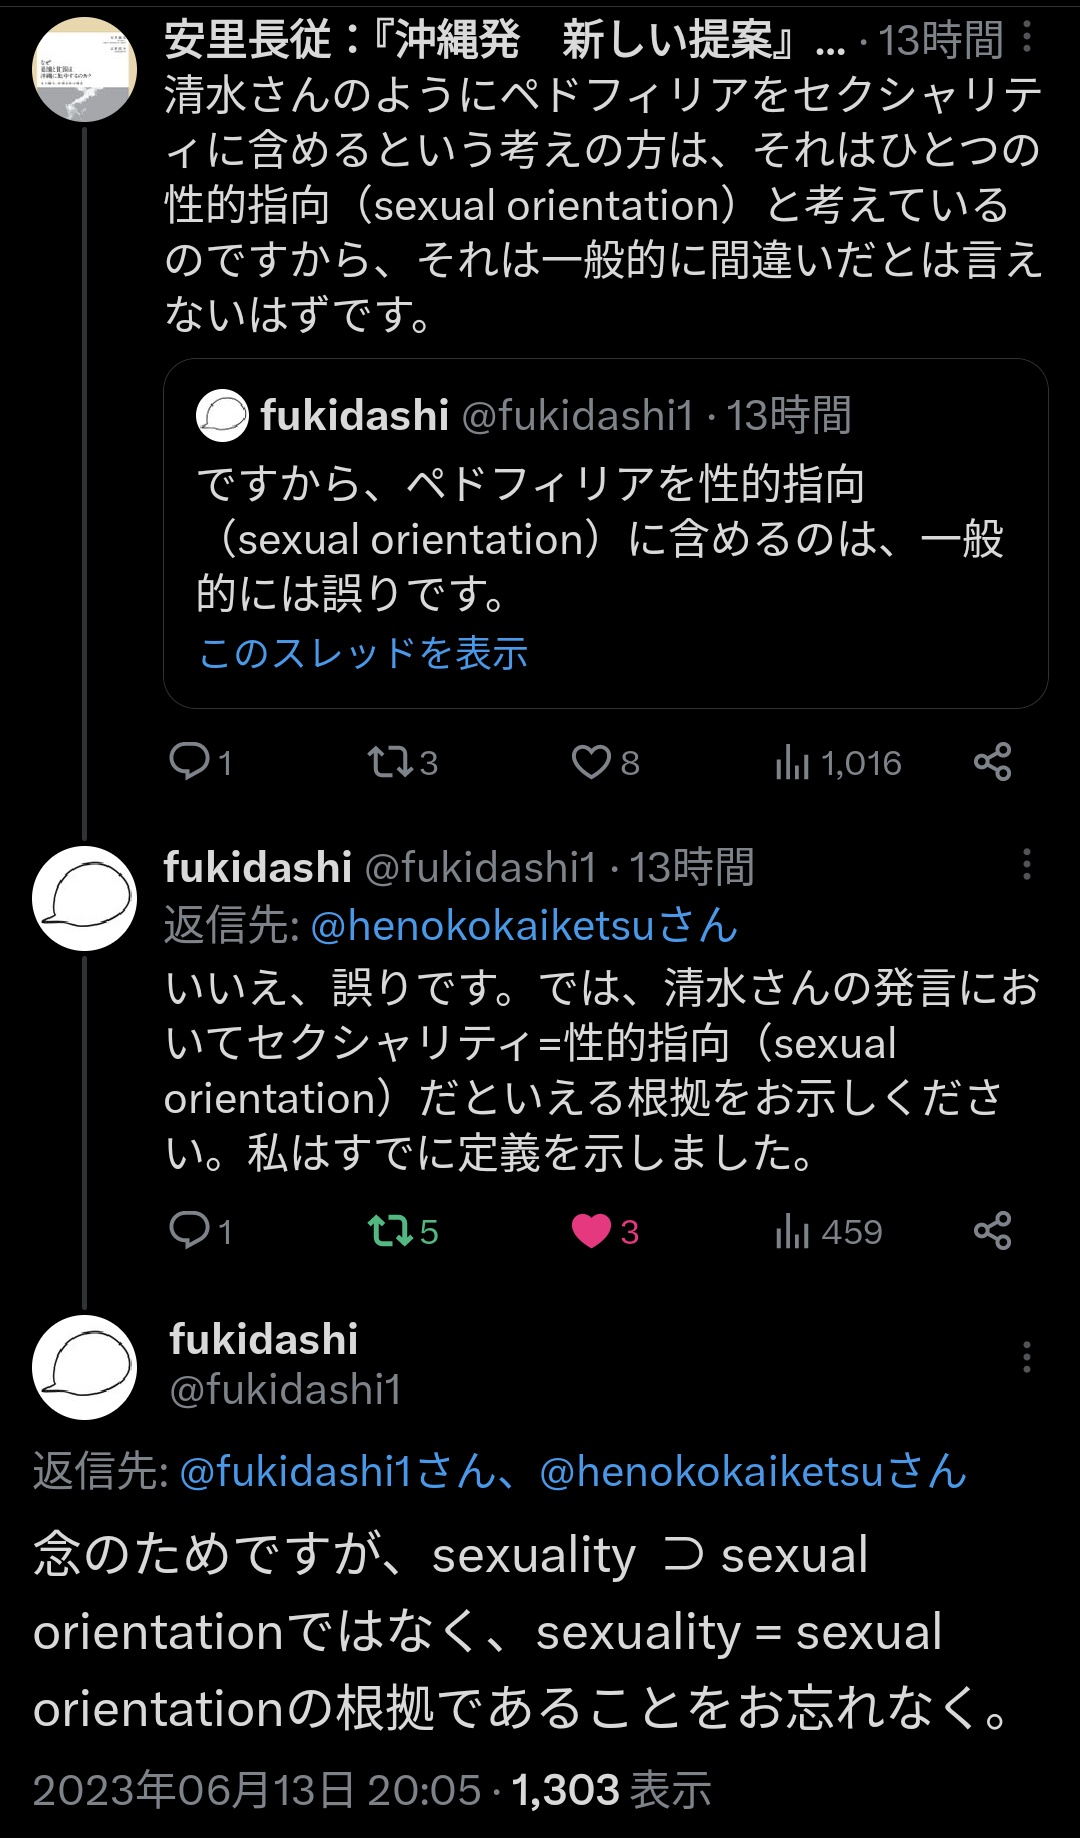 安里長従：『沖縄発　新しい提案』... · 13時間
清水さんのようにペドフィリアをセクシャリテ
ィに含めるという考えの方は、それはひとつの
性的指向（sexual orientation）と考えている
のですから、それは一般的に間違いだとは言え
ないはずです。
fukidashi @fukidashi1 · 13時間
ですから、ペドフィリアを性的指向
（sexual orientation）に含めるのは、一般
的には誤りです。
このスレッドを表示
1 3 8 1,016
fukidashi @fukidashi1 · 13時間
返信先: @henokokaiketsuさん
いいえ、誤りです。では、清水さんの発言にお
いてセクシャリティ=性的指向（sexual
orientation）だといえる根拠をお示しくださ
い。私はすでに定義を示しました。
1 5 3 459
fukidashi
@fukidashi1
返信先: @fukidashi1さん、@henokokaiketsuさん
念のためですが、sexuality ⊃ sexual
orientationではなく、sexuality = sexual
orientationの根拠であることをお忘れなく。
2023年06月13日 20:05 · 1,303 表示